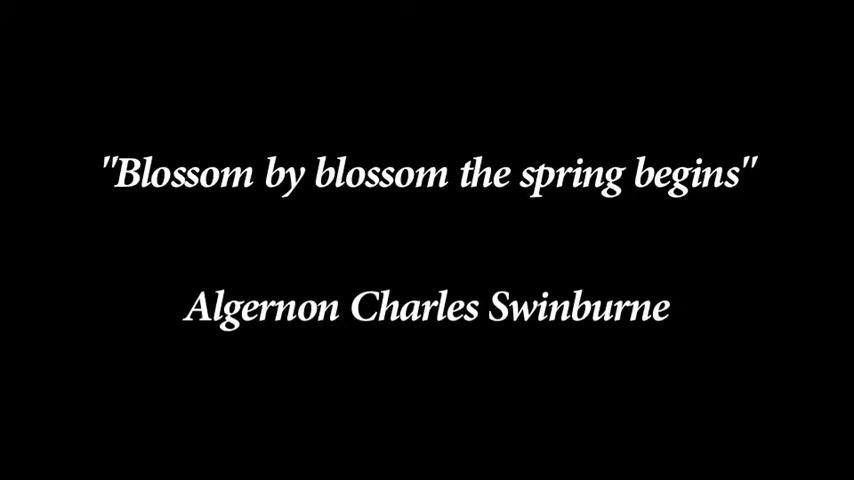 "Blossom by blossom the spring begins"
Algernon Charles Swinburne